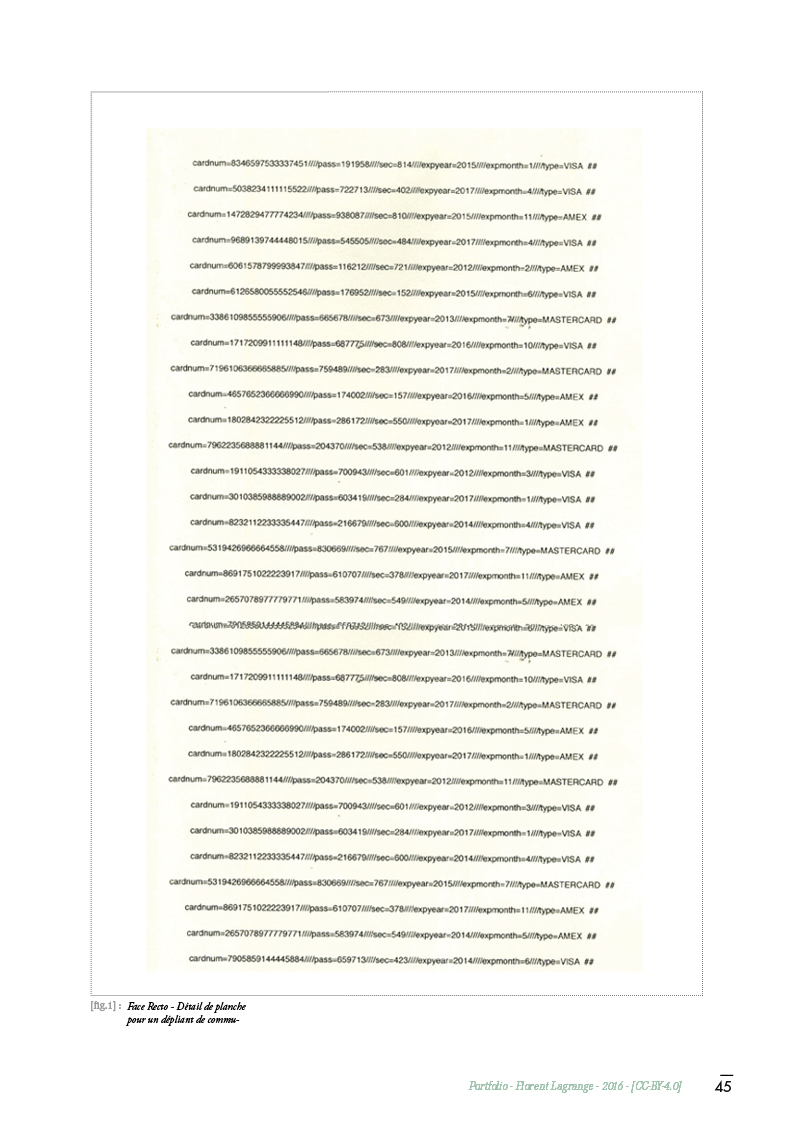 cardnum=8346597533337451////pass=191958////sec=814////expyear=2015////expmonth=1////type=VISA ##
cardnum=5038234111115522////pass=722713////sec=402////expyear=2017////expmonth=4////type=VISA ##
cardnum=1472829477774234////pass=938087////sec=810////expyear=2015////expmonth=11////type=AMEX ##
cardnum=9689139744448015////pass=545505////sec=484////expyear=2017////expmonth=4////type=VISA ##
cardnum=6061578799993847////pass=116212////sec=721////expyear=2012////expmonth=2////type=AMEX ##
cardnum=6126580055552546////pass=176952////sec=152////expyear=2015////expmonth=6////type=VISA ##
cardnum=3386109855555906////pass=665678////sec=673////expyear=2013////expmonth=7////type=MASTERCARD ##
cardnum=1717209911111148////pass=687775////sec=808////expyear=2016////expmonth=10////type=VISA ##
cardnum=7196106366665885////pass=759489////sec=283////expyear=2017////expmonth=2////type=MASTERCARD ##
cardnum=4657652366666990////pass=174002////sec=157////expyear=2016////expmonth=5////type=AMEX ##
cardnum=1802842322225512////pass=286172////sec=550////expyear=2017////expmonth=1////type=AMEX ##
cardnum=7962235688881144////pass=204370////sec=538////expyear=2012////expmonth=11////type=MASTERCARD ##
cardnum=1911054333338027////pass=700943////sec=601////expyear=2012////expmonth=3////type=VISA ##
cardnum=3010385988889002////pass=603419////sec=284////expyear=2017////expmonth=1////type=VISA ##
cardnum=8232112233335447////pass=216679////sec=600////expyear=2014////expmonth=4////type=VISA ##
cardnum=5319426966664558////pass=830669////sec=767////expyear=2015////expmonth=7////type=MASTERCARD ##
cardnum=8691751022223917////pass=610707////sec=378////expyear=2017////expmonth=11////type=AMEX ##
cardnum=2657078977779771////pass=583974////sec=549////expyear=2014////expmonth=5////type=AMEX ##
cardnum=3386109855555906////pass=665678////sec=673////expyear=2013////expmonth=7////type=MASTERCARD ##
cardnum=1717209911111148////pass=687775////sec=808////expyear=2016////expmonth=10////type=VISA ##
cardnum=7196106366665885////pass=759489////sec=283////expyear=2017////expmonth=2////type=MASTERCARD ##
cardnum=4657652366666990////pass=174002////sec=157////expyear=2016////expmonth=5////type=AMEX ##
cardnum=1802842322225512////pass=286172////sec=550////expyear=2017////expmonth=1////type=AMEX ##
cardnum=7962235688881144////pass=204370////sec=538////expyear=2012////expmonth=11////type=MASTERCARD ##
cardnum=1911054333338027////pass=700943////sec=601////expyear=2012////expmonth=3////type=VISA ##
cardnum=3010385988889002////pass=603419////sec=284////expyear=2017////expmonth=1////type=VISA ##
cardnum=8232112233335447////pass=216679////sec=600////expyear=2014////expmonth=4////type=VISA ##
cardnum=5319426966664558////pass=830669////sec=767////expyear=2015////expmonth=7////type=MASTERCARD ##
cardnum=8691751022223917////pass=610707////sec=378////expyear=2017////expmonth=11////type=AMEX ##
cardnum=2657078977779771////pass=583974////sec=549////expyear=2014////expmonth=5////type=AMEX ##
cardnum=7905859144445884////pass=659713////sec=423////expyear=2014////expmonth=6////type=VISA ##
[fig.1] : Face Recto - Détail de planche
pour un dépliant de commu-
Portfolio - Florent Lagrange - 2016 - [CC-BY-4.0] 45